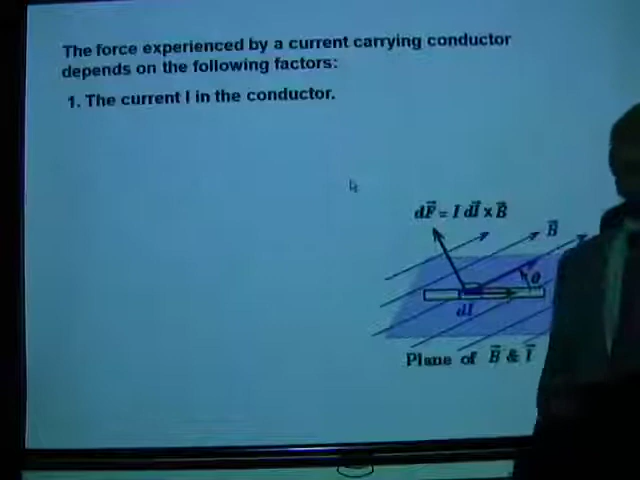 The force experienced by a current carrying conductor
depends on the following factors:
1. The current I in the conductor.
dF⃗ = I dl⃗ x B⃗
B⃗
θ
dl
Plane of B⃗ & l⃗